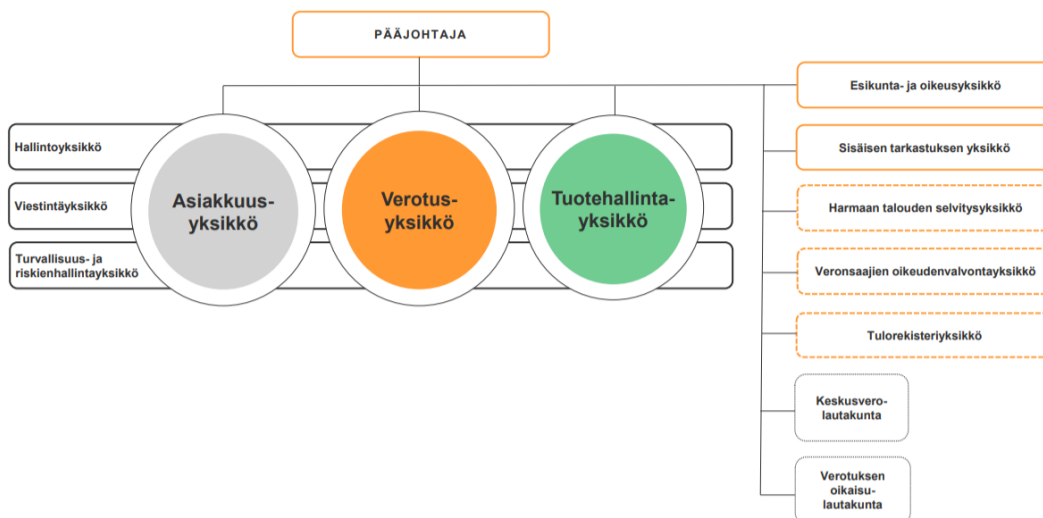 PÄÄJOHTAJA
Hallintoyksikkö
Viestintäyksikkö
Turvallisuus- ja
riskienhallintayksikkö
Asiakkuus-
yksikkö
Verotus-
yksikkö
Tuotehallinta-
yksikkö
Esikunta- ja oikeusyksikkö
Sisäisen tarkastuksen yksikkö
Harmaan talouden selvitysyksikkö
Veronsaajien oikeudenvalvontayksikkö
Tulorekisteriyksikkö
Keskusvero-
lautakunta
Verotuksen
oikaisu-
lautakunta